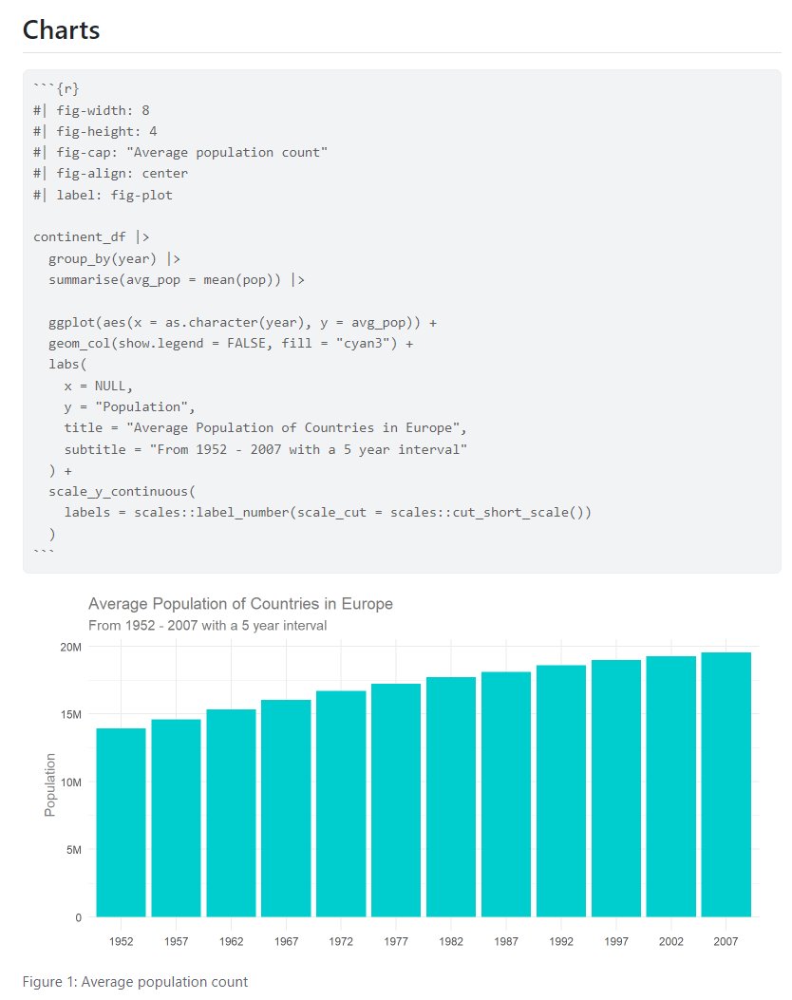 Charts
```{r}
#| fig-width: 8
#| fig-height: 4
#| fig-cap: "Average population count"
#| fig-align: center
#| label: fig-plot
continent_df |>
  group_by(year) |>
  summarise(avg_pop = mean(pop)) |>
  ggplot(aes(x = as.character(year), y = avg_pop)) +
  geom_col(show.legend = FALSE, fill = "cyan3") +
  labs(
    x = NULL,
    y = "Population",
    title = "Average Population of Countries in Europe",
    subtitle = "From 1952 - 2007 with a 5 year interval"
  ) +
  scale_y_continuous(
    labels = scales::label_number(scale_cut = scales::cut_short_scale())
  )
```
Average Population of Countries in Europe
From 1952 - 2007 with a 5 year interval
20M
15M
10M
5M
0
Population
1952 1957 1962 1967 1972 1977 1982 1987 1992 1997 2002 2007
Figure 1: Average population count